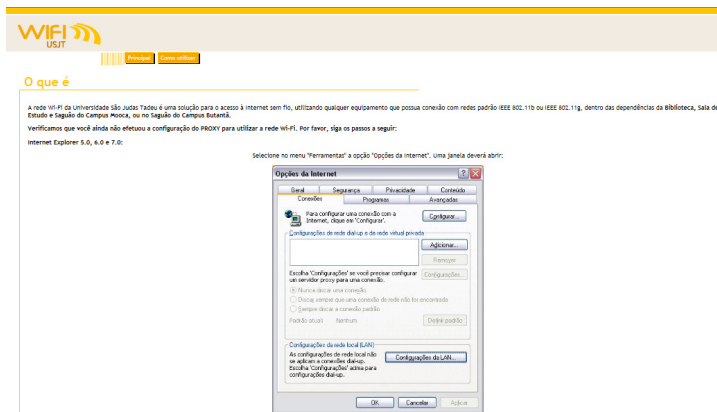 WIFI
USJT
Principal Como utilizar
O que é
A rede Wi-Fi da Universidade São Judas Tadeu é uma solução para o acesso à Internet sem fio, utilizando qualquer equipamento que possua conexão com redes padrão IEEE 802.11b ou IEEE 802.11g, dentro das dependências da Biblioteca, Sala de
Estudo e Saguão do Campus Mooca, ou no Saguão do Campus Butantã.
Verificamos que você ainda não efetuou a configuração do PROXY para utilizar a rede Wi-Fi. Por favor, siga os passos a seguir:
Internet Explorer 5.0, 6.0 e 7.0:
Selecione no menu "Ferramentas" a opção "Opções da Internet". Uma janela deverá abrir:
Opções da Internet
Geral Segurança Privacidade Conteúdo
Conexões Programas Avançadas
Para configurar uma conexão com a
Internet, clique em 'Configurar'.
Configurar...
Configurações de rede dial-up e de rede virtual privada
Adicionar...
Remover
Escolha 'Configurações' se você precisar configurar
um servidor proxy para uma conexão.
Configurações...
Nunca discar uma conexão
Discar sempre que uma conexão de rede não for encontrada
Sempre discar a conexão padrão
Padrão atual: Nenhum Definir padrão
Configurações da rede local (LAN)
As configurações de rede local não
se aplicam a conexões dial-up.
Escolha 'Configurações' acima para
configurações dial-up.
Configurações da LAN...
OK Cancelar Aplicar